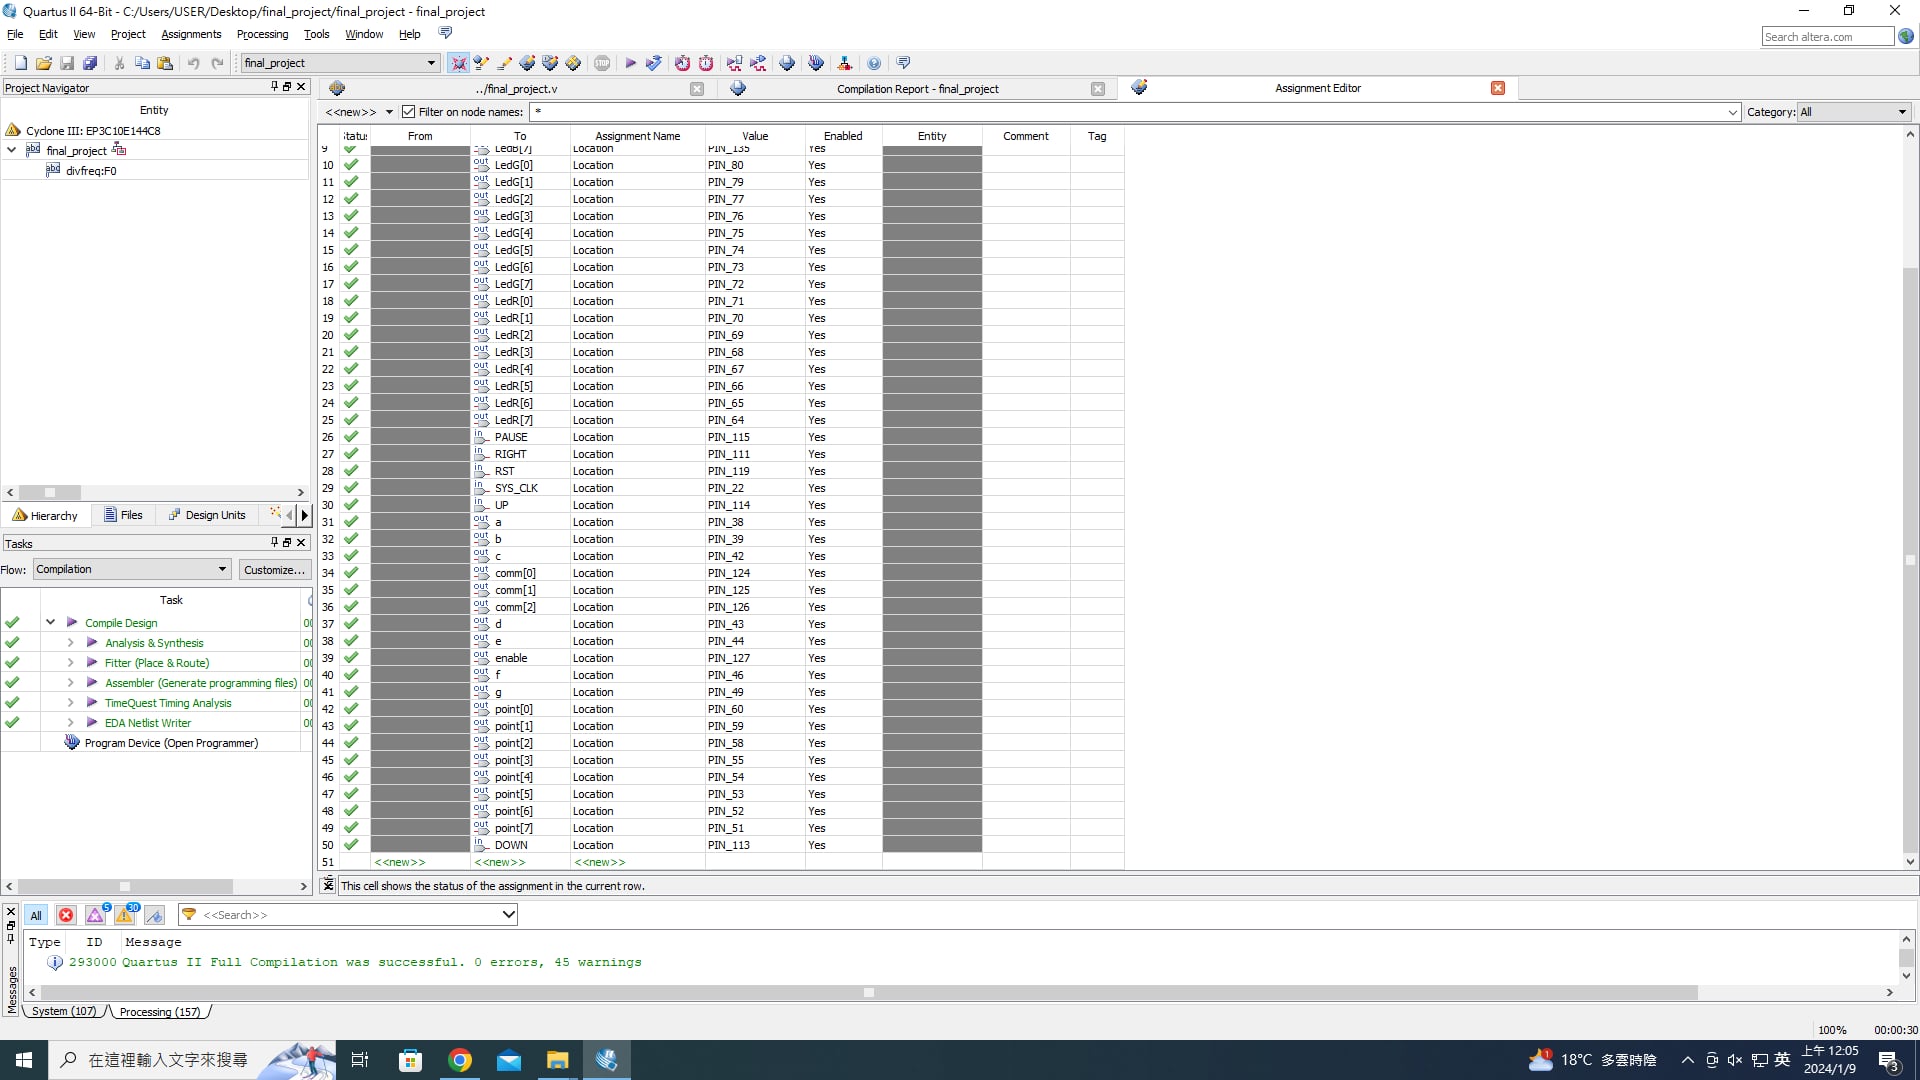 Quartus II 64-Bit - C:/Users/USER/Desktop/final_project/final_project - final_project
File Edit View Project Assignments Processing Tools Window Help
Search altera.com
final_project
Project Navigator
Entity
Cyclone III: EP3C10E144C8
final_project
divfreq:F0
Hierarchy Files Design Units
Tasks
Flow: Compilation Customize...
Task
Compile Design
Analysis & Synthesis
Fitter (Place & Route)
Assembler (Generate programming files)
TimeQuest Timing Analysis
EDA Netlist Writer
Program Device (Open Programmer)
../final_project.v Compilation Report - final_project Assignment Editor
<<new>> Filter on node names: * Category: All
From To Assignment Name Value Enabled Entity Comment Tag
9 LedB[7] Location PIN_135 Yes
10 LedG[0] Location PIN_80 Yes
11 LedG[1] Location PIN_79 Yes
12 LedG[2] Location PIN_77 Yes
13 LedG[3] Location PIN_76 Yes
14 LedG[4] Location PIN_75 Yes
15 LedG[5] Location PIN_74 Yes
16 LedG[6] Location PIN_73 Yes
17 LedG[7] Location PIN_72 Yes
18 LedR[0] Location PIN_71 Yes
19 LedR[1] Location PIN_70 Yes
20 LedR[2] Location PIN_69 Yes
21 LedR[3] Location PIN_68 Yes
22 LedR[4] Location PIN_67 Yes
23 LedR[5] Location PIN_66 Yes
24 LedR[6] Location PIN_65 Yes
25 LedR[7] Location PIN_64 Yes
26 PAUSE Location PIN_115 Yes
27 RIGHT Location PIN_111 Yes
28 RST Location PIN_119 Yes
29 SYS_CLK Location PIN_22 Yes
30 UP Location PIN_114 Yes
31 a Location PIN_38 Yes
32 b Location PIN_39 Yes
33 c Location PIN_42 Yes
34 comm[0] Location PIN_124 Yes
35 comm[1] Location PIN_125 Yes
36 comm[2] Location PIN_126 Yes
37 d Location PIN_43 Yes
38 e Location PIN_44 Yes
39 enable Location PIN_127 Yes
40 f Location PIN_46 Yes
41 g Location PIN_49 Yes
42 point[0] Location PIN_60 Yes
43 point[1] Location PIN_59 Yes
44 point[2] Location PIN_58 Yes
45 point[3] Location PIN_55 Yes
46 point[4] Location PIN_54 Yes
47 point[5] Location PIN_53 Yes
48 point[6] Location PIN_52 Yes
49 point[7] Location PIN_51 Yes
50 DOWN Location PIN_113 Yes
51 <<new>> <<new>> <<new>>
This cell shows the status of the assignment in the current row.
All 5 30 <<Search>>
Type ID Message
293000 Quartus II Full Compilation was successful. 0 errors, 45 warnings
Messages
System (107) Processing (157)
100% 00:00:30
在這裡輸入文字來搜尋
1 18°C 多雲時陰 英 上午 12:05
2024/1/9 3